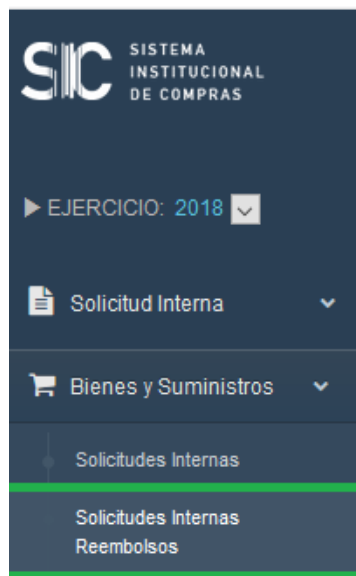 SIC
SISTEMA
INSTITUCIONAL
DE COMPRAS
EJERCICIO: 2018
Solicitud Interna
Bienes y Suministros
Solicitudes Internas
Solicitudes Internas
Reembolsos